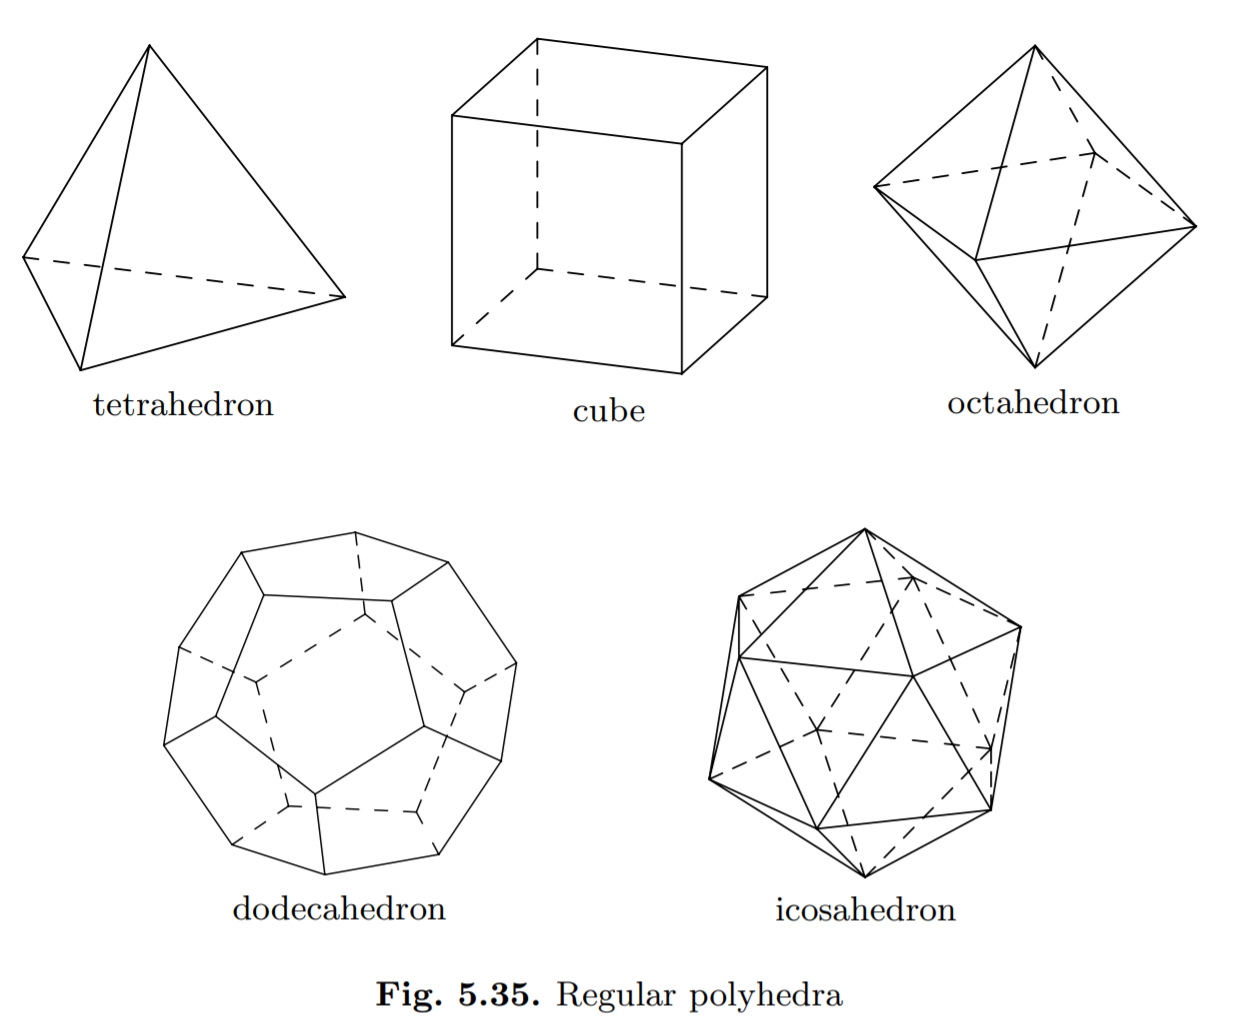 tetrahedron
cube
octahedron
dodecahedron
icosahedron
Fig. 5.35. Regular polyhedra